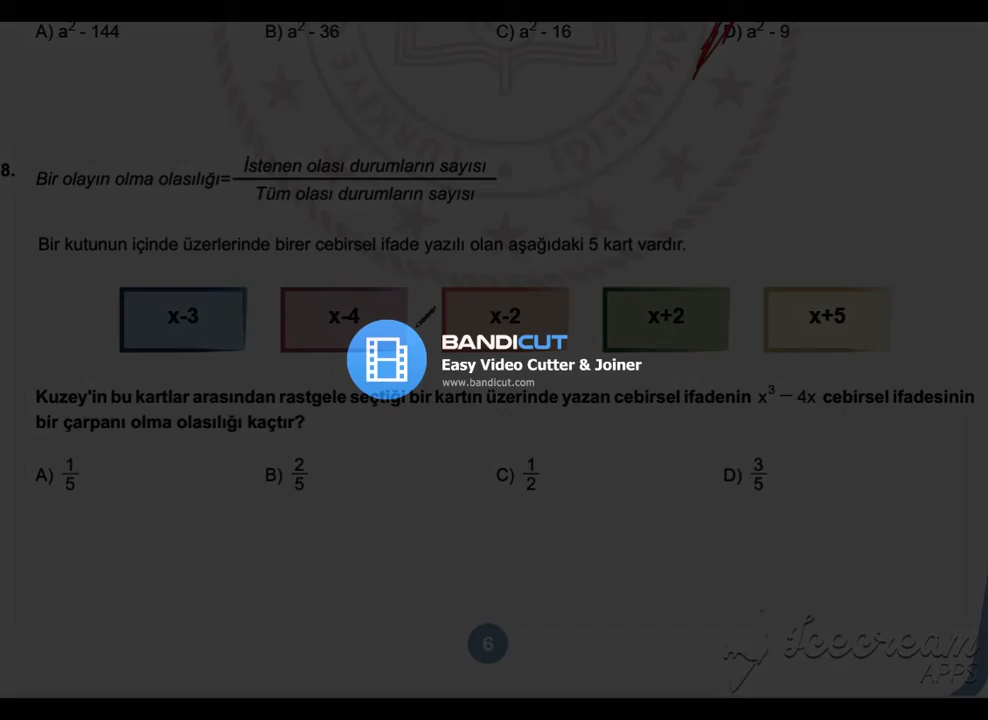 A) a² - 144 B) a² - 36 C) a² - 16 D) a² - 9
TÜRKİYE
BAKANLIĞI
8.
Bir olayın olma olasılığı= İstenen olası durumların sayısı / Tüm olası durumların sayısı
Bir kutunun içinde üzerlerinde birer cebirsel ifade yazılı olan aşağıdaki 5 kart vardır.
x-3 x-4 x-2 x+2 x+5
BANDICUT
Easy Video Cutter & Joiner
www.bandicut.com
Kuzey'in bu kartlar arasından rastgele seçtiği bir kartın üzerinde yazan cebirsel ifadenin x³ − 4x cebirsel ifadesinin
bir çarpanı olma olasılığı kaçtır?
A) 1/5 B) 2/5 C) 1/2 D) 3/5
6
Icecream
APPS